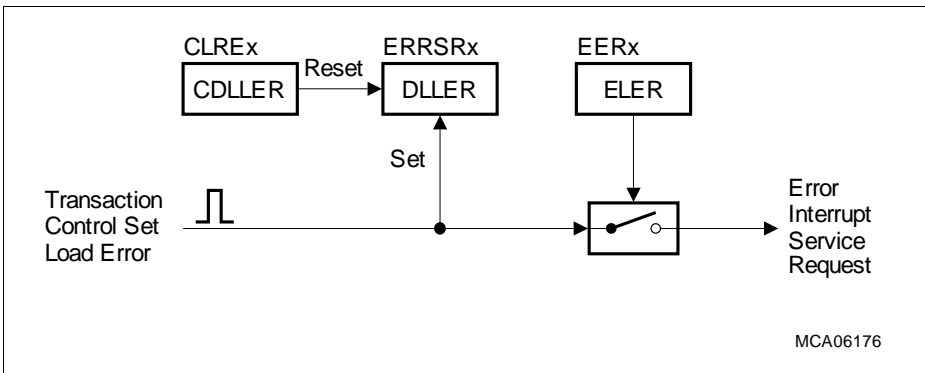 CLREx
ERRSRx
EERx
CDLLER
Reset
DLLER
ELER
Set
Transaction
Control Set
Load Error
Error
Interrupt
Service
Request
MCA06176